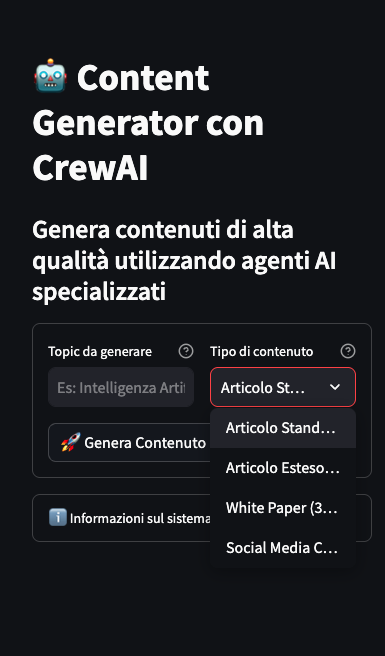 🤖 Content
Generator con
CrewAI
Genera contenuti di alta
qualità utilizzando agenti AI
specializzati
Topic da generare
Tipo di contenuto
Es: Intelligenza Arti
Articolo St...
🚀 Genera Contenuto
Articolo Stand...
Articolo Esteso...
White Paper (3...
Social Media C...
ℹ️ Informazioni sul sistema